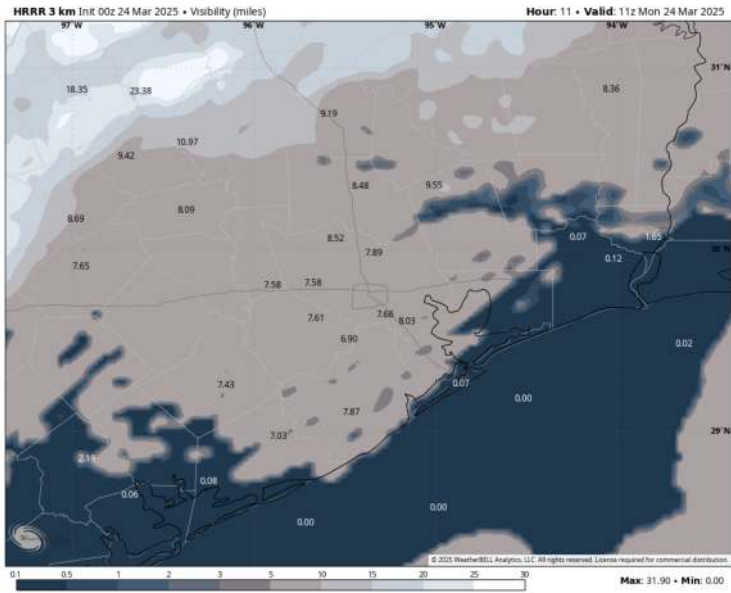 HRRR 3 km Init 00z 24 Mar 2025 • Visibility (miles) Hour: 11 • Valid: 11z Mon 24 Mar 2025
97°W 96°W 95°W 94°W
31°N
18.35 23.38 8.36
9.19
10.97
9.42
8.48 9.55
8.09
8.69
8.52 0.07 1.65
7.89
7.65 0.12
7.58 7.58
7.61 7.66 8.03
6.90 0.02
7.43 0.07
0.00
7.87
7.03 29°N
2.19
0.08
0.06
0.00
0.00
© 2025 WeatherBELL Analytics, LLC. All rights reserved. License required for commercial distribution.
0.1 0.5 1 2 3 5 10 15 20 25 30
Max: 31.90 • Min: 0.00